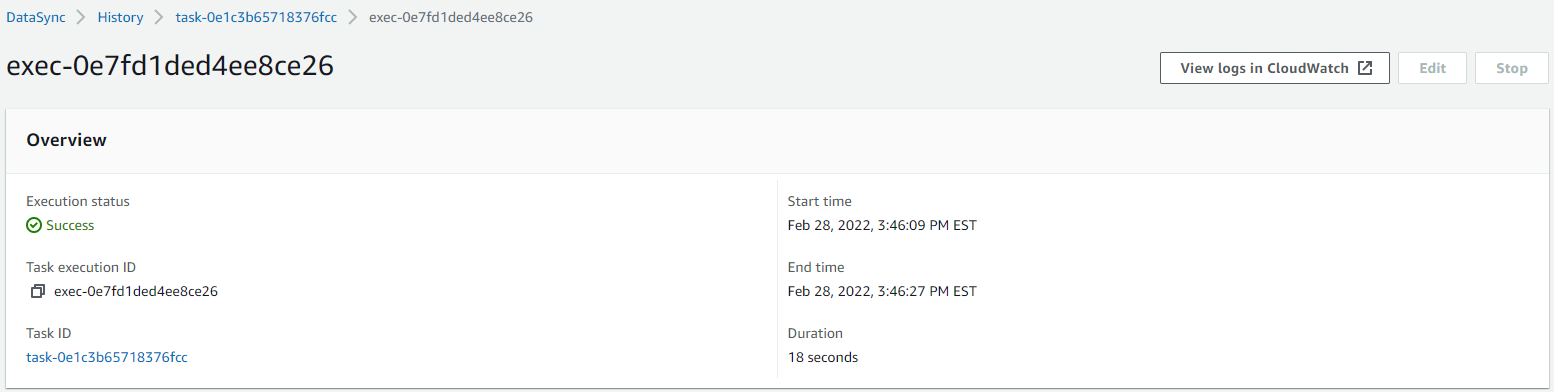 DataSync > History > task-0e1c3b65718376fcc > exec-0e7fd1ded4ee8ce26
exec-0e7fd1ded4ee8ce26
View logs in CloudWatch
Edit
Stop
Overview
Execution status
Success
Task execution ID
exec-0e7fd1ded4ee8ce26
Task ID
task-0e1c3b65718376fcc
Start time
Feb 28, 2022, 3:46:09 PM EST
End time
Feb 28, 2022, 3:46:27 PM EST
Duration
18 seconds